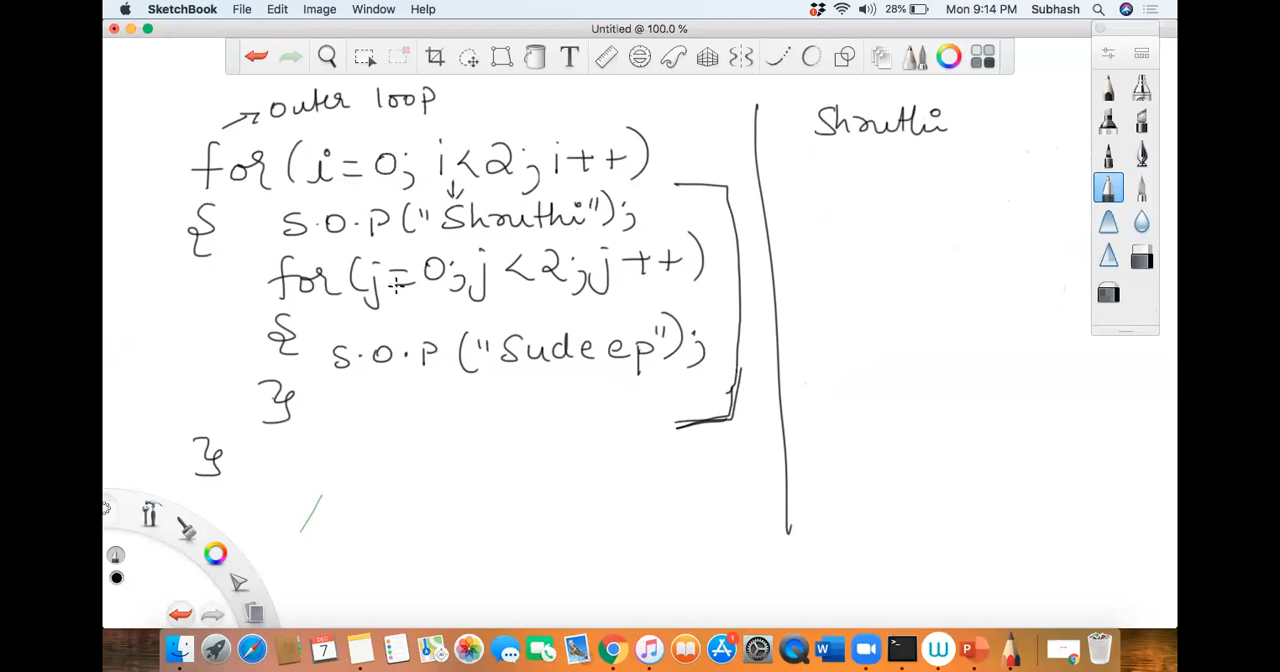 SketchBook File Edit Image Window Help 28% Mon 9:14 PM Subhash
Untitled @ 100.0 %
outer loop
for(i=0; i<2; i++)
{ S.O.P("Shruthi");
for(j=0; j<2; j++)
{ S.O.P("Sudeep");
}
}
Shruthi